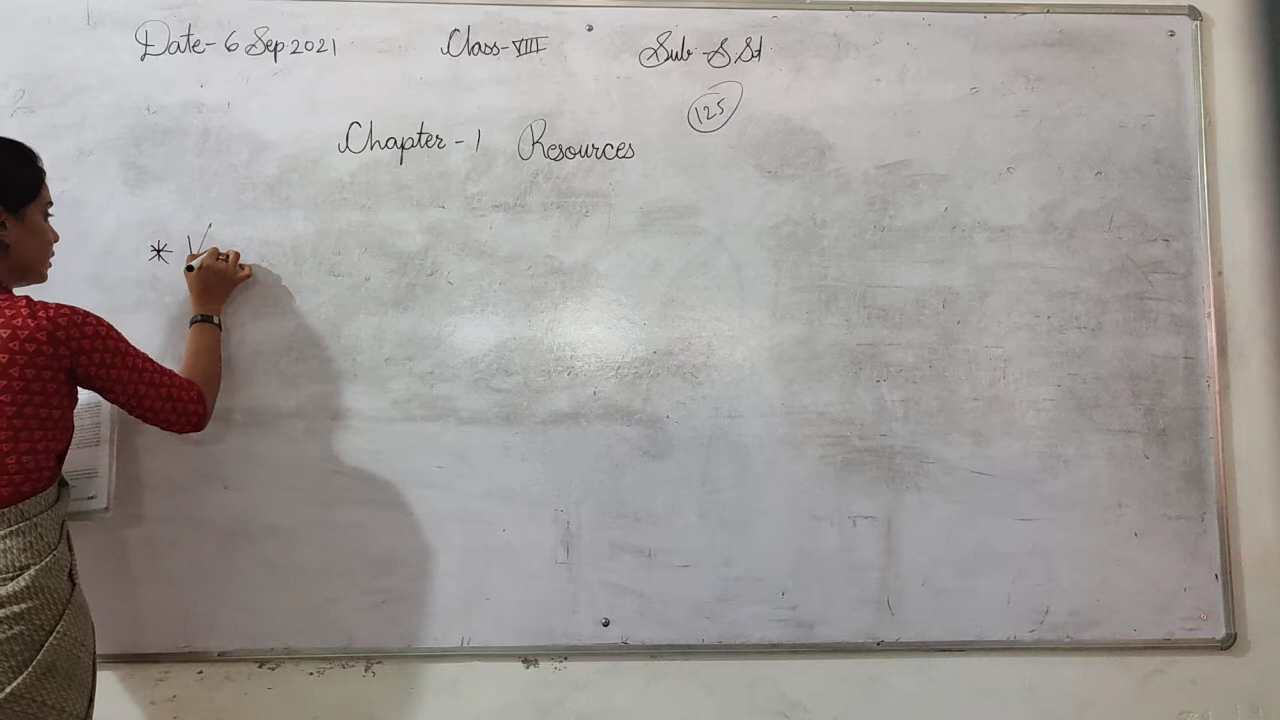 Date- 6 Sep 2021 Class-VIII Sub- S.St
125
Chapter - 1 Resources
*